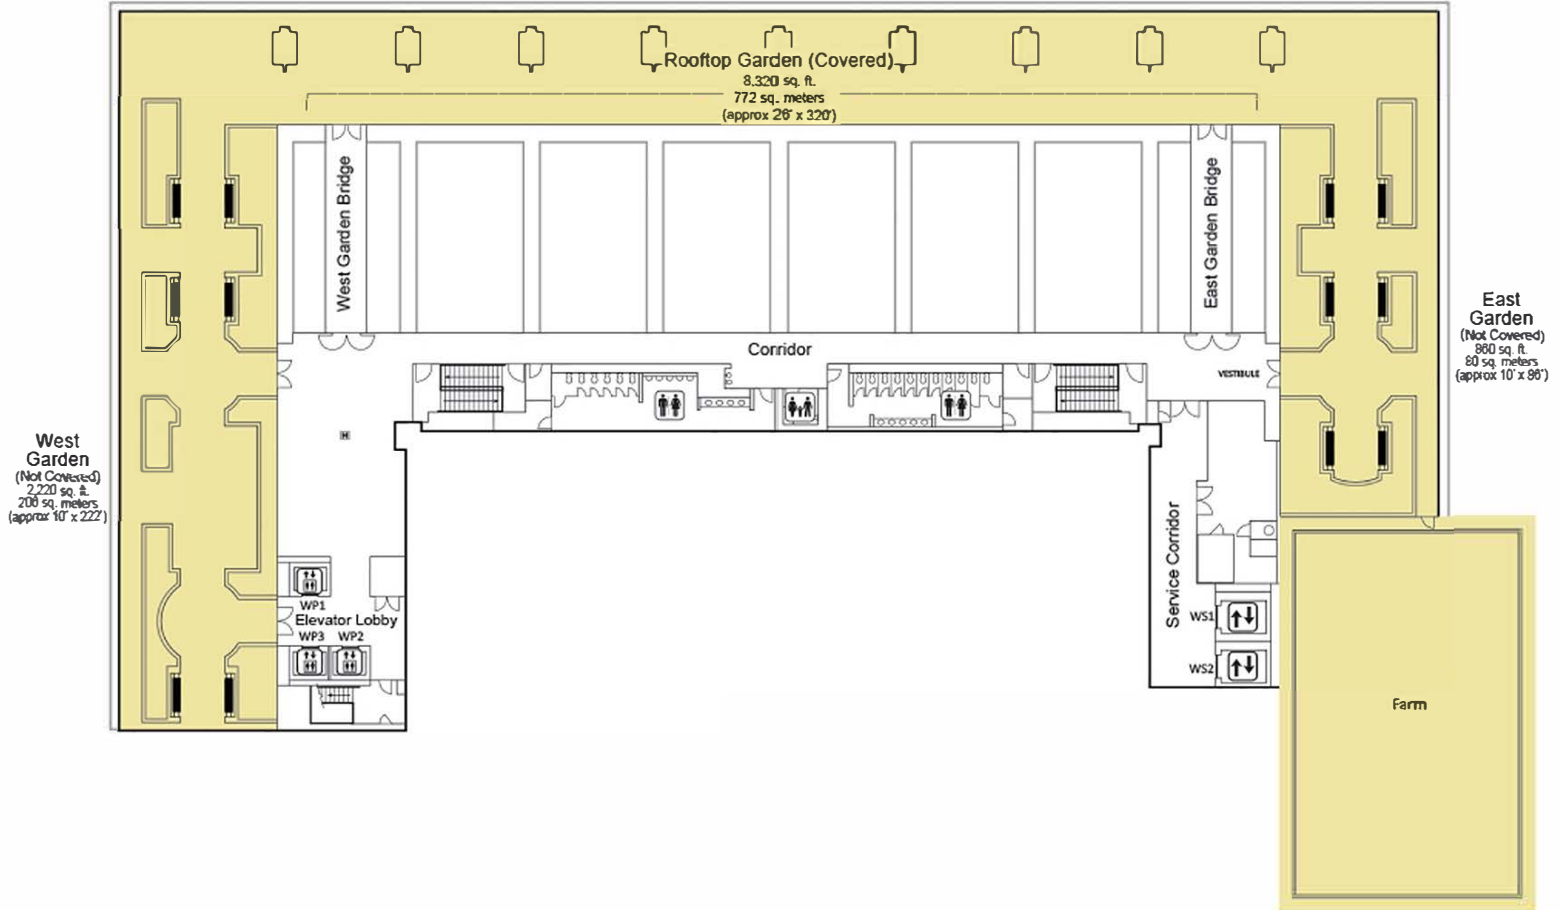 Rooftop Garden (Covered)
8,320 sq. ft.
772 sq. meters
(approx 26' x 320')
West Garden Bridge
East Garden Bridge
Corridor
VESTIBULE
East
Garden
(Not Covered)
860 sq. ft.
80 sq. meters
(approx 10' x 86')
West
Garden
(Not Covered)
2,220 sq. ft.
206 sq. meters
(approx 10' x 222')
H
Service Corridor
WP1
Elevator Lobby
WP3 WP2
WS1
WS2
Farm